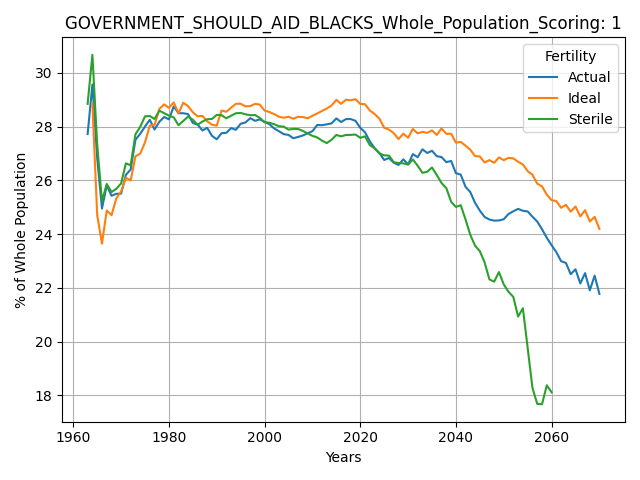 GOVERNMENT_SHOULD_AID_BLACKS_Whole_Population_Scoring: 1
Fertility
Actual
Ideal
Sterile
% of Whole Population
30
28
26
24
22
20
18
1960
1980
2000
2020
2040
2060
Years